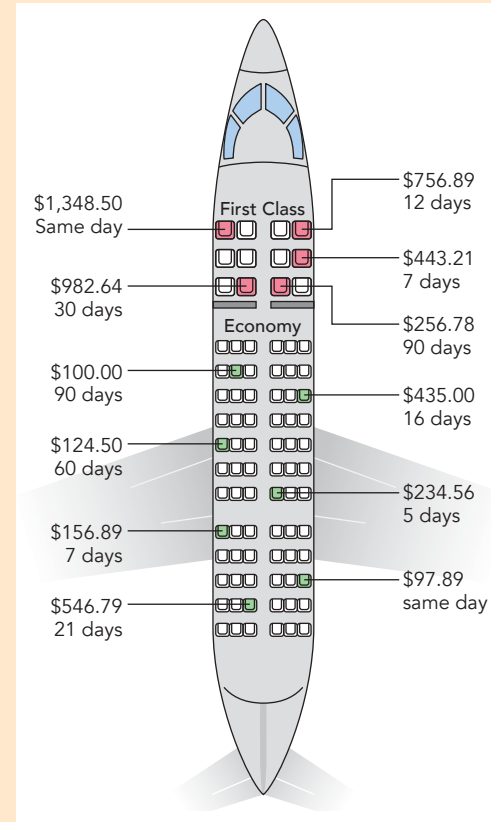 $1,348.50
Same day
$982.64
30 days
First Class
$756.89
12 days
$443.21
7 days
$256.78
90 days
Economy
$100.00
90 days
$124.50
60 days
$156.89
7 days
$546.79
21 days
$435.00
16 days
$234.56
5 days
$97.89
same day